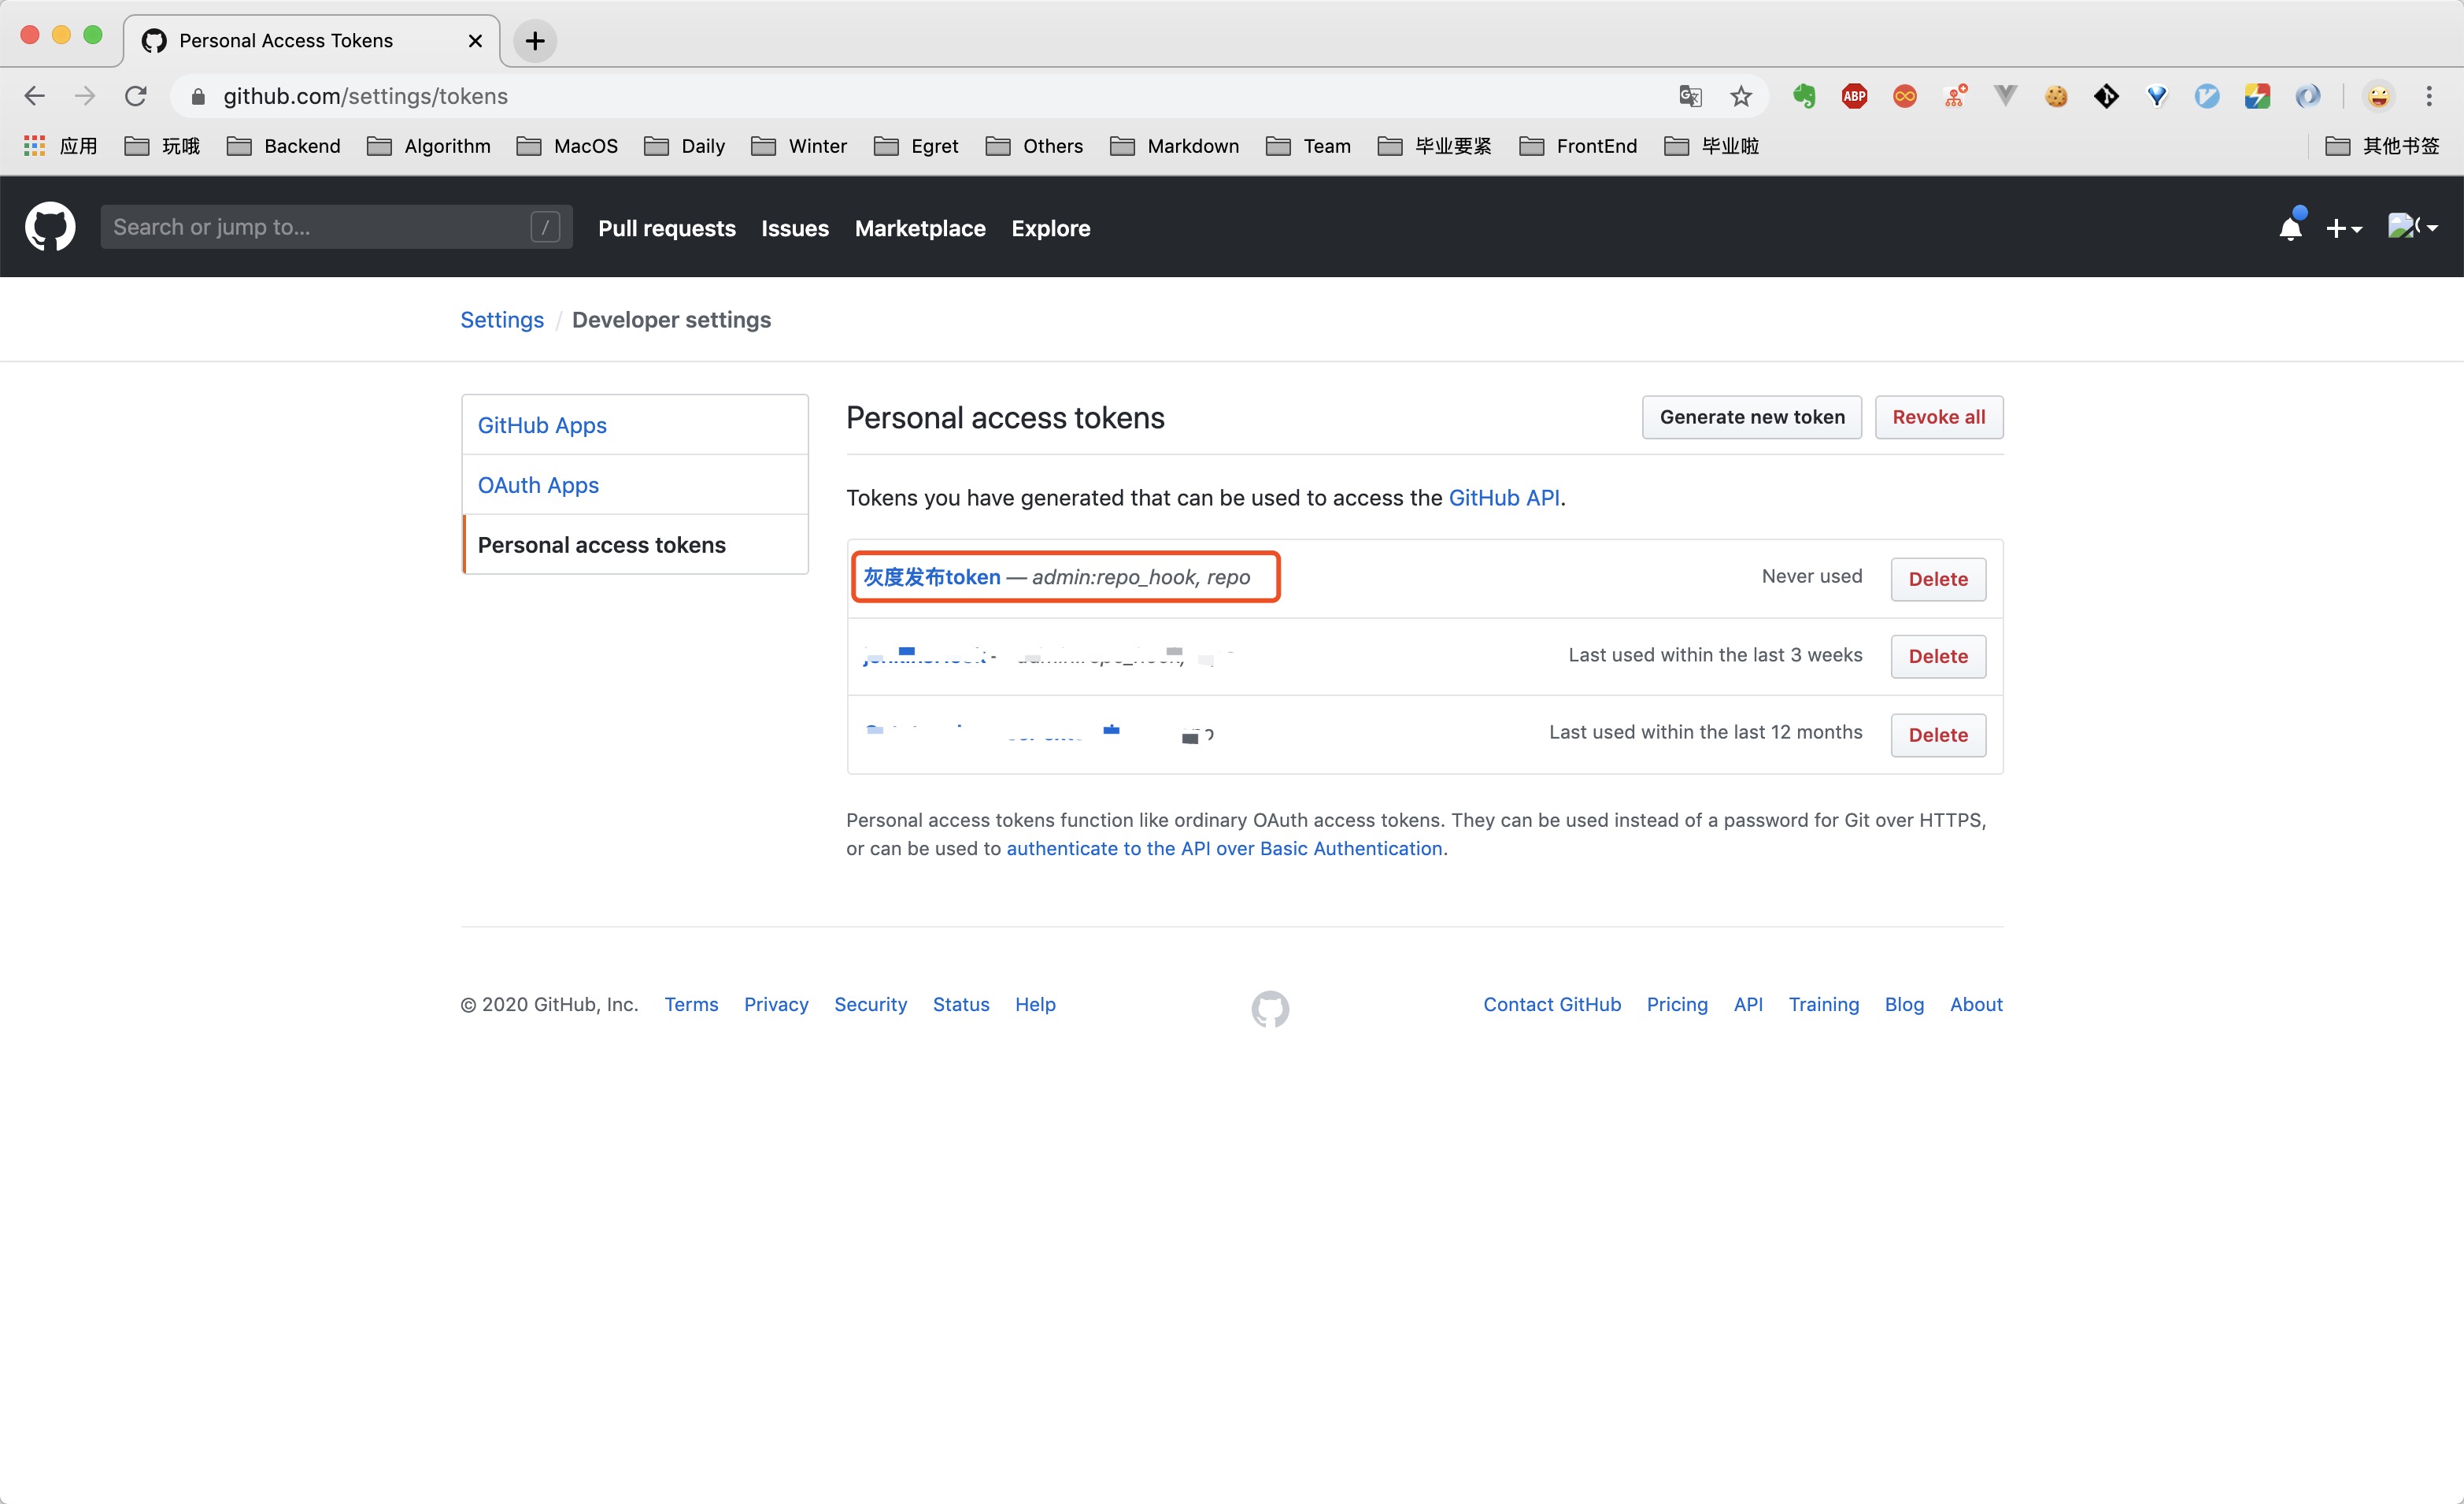 Personal Access Tokens
github.com/settings/tokens
ABP
应用 玩哦 Backend Algorithm MacOS Daily Winter Egret Others Markdown Team 毕业要紧 FrontEnd 毕业啦 其他书签
Search or jump to... / Pull requests Issues Marketplace Explore
Settings / Developer settings
GitHub Apps
OAuth Apps
Personal access tokens
Personal access tokens Generate new token Revoke all
Tokens you have generated that can be used to access the GitHub API.
灰度发布token — admin:repo_hook, repo Never used Delete
Last used within the last 3 weeks Delete
Last used within the last 12 months Delete
Personal access tokens function like ordinary OAuth access tokens. They can be used instead of a password for Git over HTTPS,
or can be used to authenticate to the API over Basic Authentication.
© 2020 GitHub, Inc. Terms Privacy Security Status Help Contact GitHub Pricing API Training Blog About